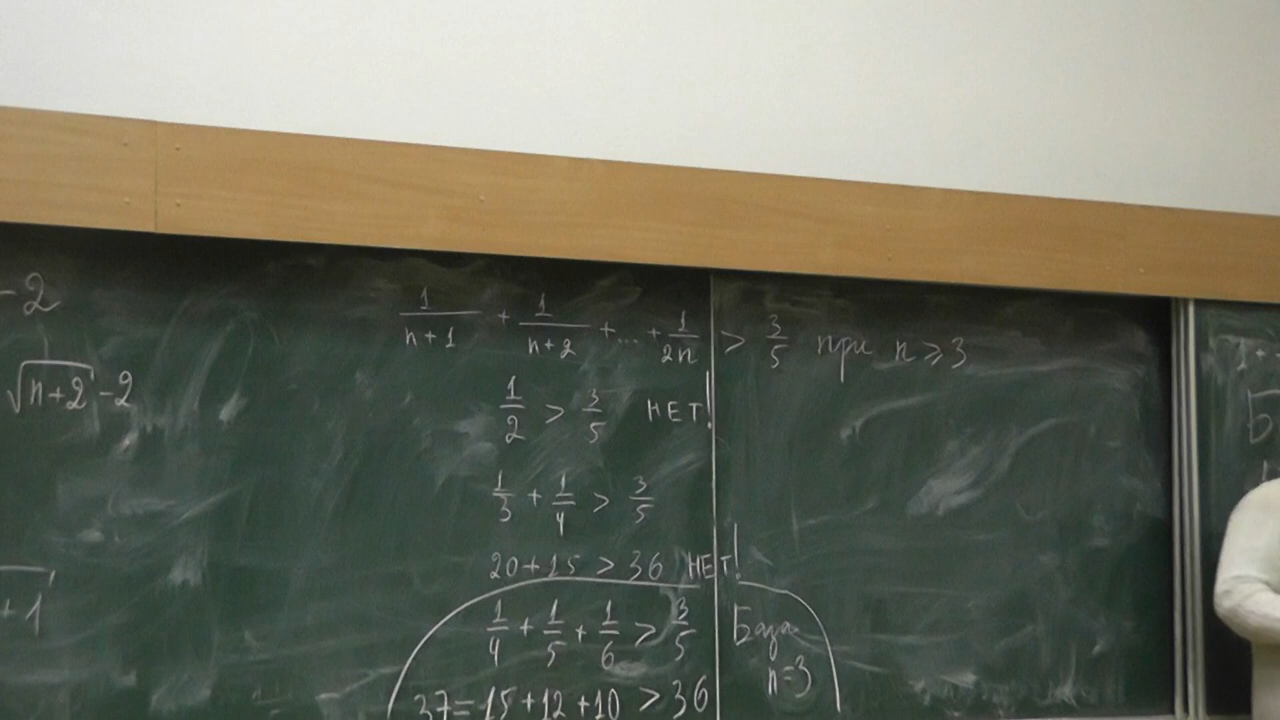 -2
√(n+2) -2
+1
1/(n+1) + 1/(n+2) + ... + 1/(2n) > 3/5 при n ⩾ 3
1/2 > 3/5 НЕТ!
1/3 + 1/4 > 3/5
20+15 > 36 НЕТ!
1/4 + 1/5 + 1/6 > 3/5 База
n=3
37=15+12+10 > 36